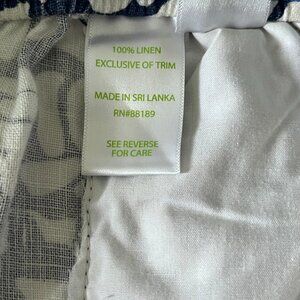 100% LINEN
EXCLUSIVE OF TRIM
MADE IN SRI LANKA
RN#88189
SEE REVERSE
FOR CARE